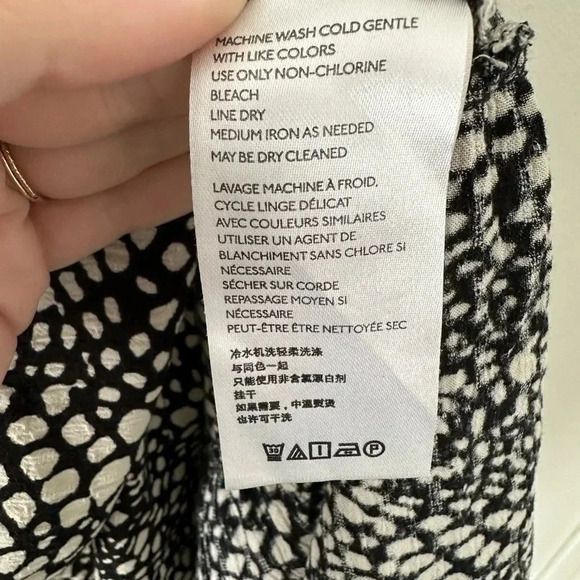 MACHINE WASH COLD GENTLE
WITH LIKE COLORS
USE ONLY NON-CHLORINE
BLEACH
LINE DRY
MEDIUM IRON AS NEEDED
MAY BE DRY CLEANED
LAVAGE MACHINE À FROID,
CYCLE LINGE DÉLICAT
AVEC COULEURS SIMILAIRES
UTILISER UN AGENT DE
BLANCHIMENT SANS CHLORE SI
NÉCESSAIRE
SÉCHER SUR CORDE
REPASSAGE MOYEN SI
NÉCESSAIRE
PEUT-ÊTRE ÊTRE NETTOYÉE SEC
冷水机洗轻柔洗涤
与同色一起
只能使用非含氯漂白剂
挂干
如果需要，中温熨烫
也许可干洗
30 P